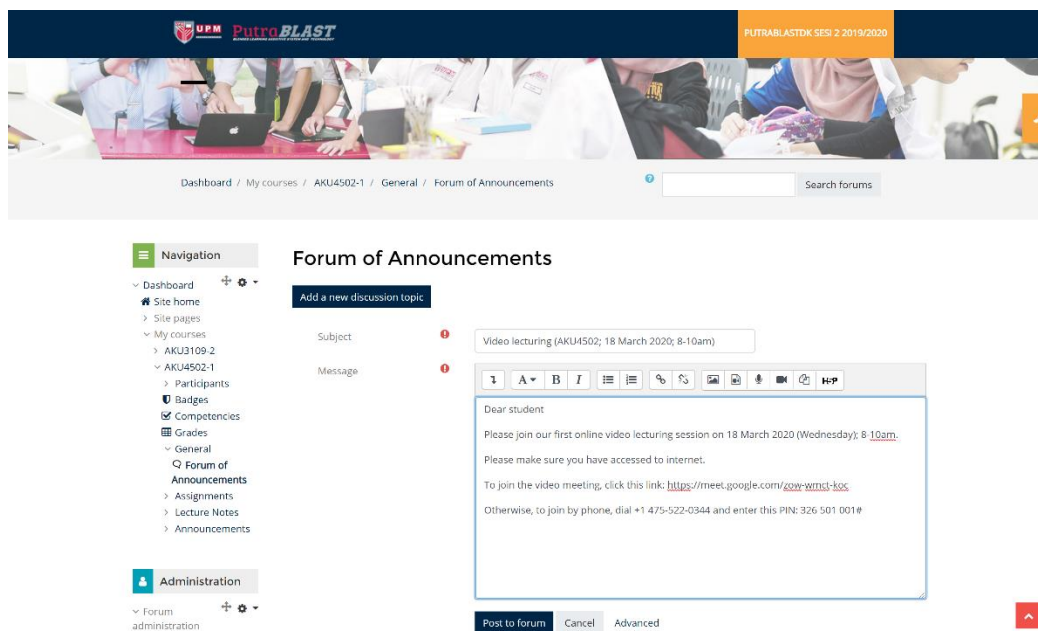 UPM PutraBLAST
PUTRABLASTDK SESI 2 2019/2020
Dashboard / My courses / AKU4502-1 / General / Forum of Announcements
Search forums
Navigation
Dashboard
Site home
Site pages
My courses
AKU3109-2
AKU4502-1
Participants
Badges
Competencies
Grades
General
Forum of
Announcements
Assignments
Lecture Notes
Announcements
Administration
Forum
administration
Forum of Announcements
Add a new discussion topic
Subject
Video lecturing (AKU4502; 18 March 2020; 8-10am)
Message
A B I H-P
Dear student
Please join our first online video lecturing session on 18 March 2020 (Wednesday); 8-10am.
Please make sure you have accessed to internet.
To join the video meeting, click this link: https://meet.google.com/zow-wmct-koc
Otherwise, to join by phone, dial +1 475-522-0344 and enter this PIN: 326 501 001#
Post to forum Cancel Advanced